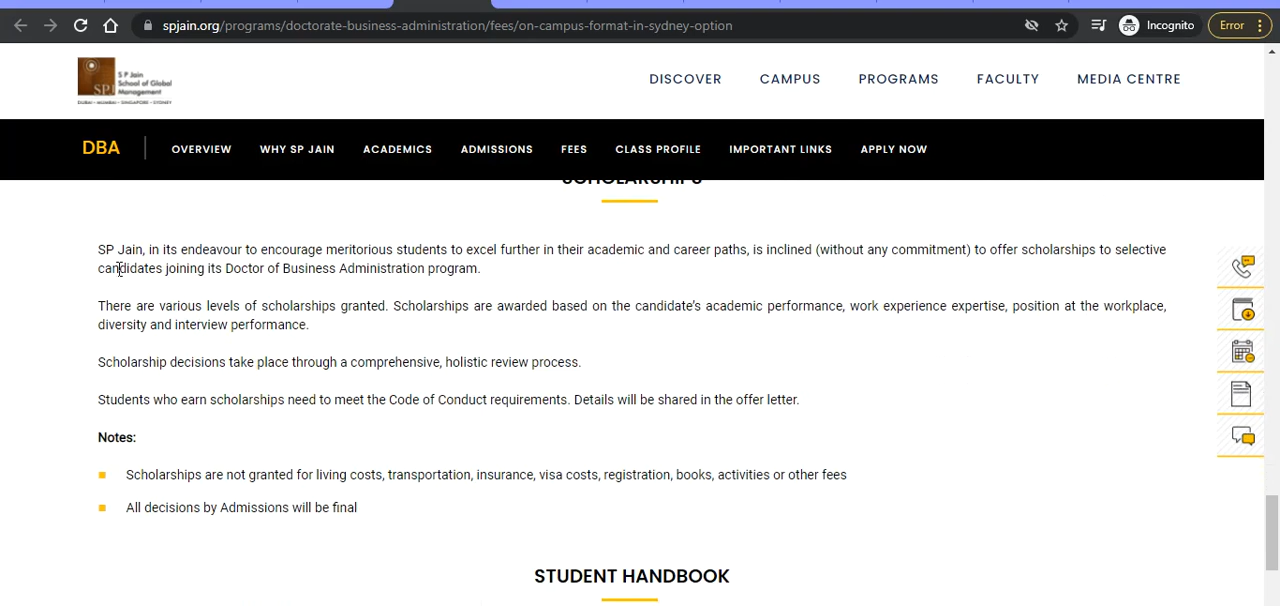 spjain.org/programs/doctorate-business-administration/fees/on-campus-format-in-sydney-option
Incognito
Error
S P Jain
School of Global
Management
DISCOVER
CAMPUS
PROGRAMS
FACULTY
MEDIA CENTRE
DBA
OVERVIEW
WHY SP JAIN
ACADEMICS
ADMISSIONS
FEES
CLASS PROFILE
IMPORTANT LINKS
APPLY NOW
SCHOLARSHIPS
SP Jain, in its endeavour to encourage meritorious students to excel further in their academic and career paths, is inclined (without any commitment) to offer scholarships to selective
candidates joining its Doctor of Business Administration program.
There are various levels of scholarships granted. Scholarships are awarded based on the candidate's academic performance, work experience expertise, position at the workplace,
diversity and interview performance.
Scholarship decisions take place through a comprehensive, holistic review process.
Students who earn scholarships need to meet the Code of Conduct requirements. Details will be shared in the offer letter.
Notes:
Scholarships are not granted for living costs, transportation, insurance, visa costs, registration, books, activities or other fees
All decisions by Admissions will be final
STUDENT HANDBOOK